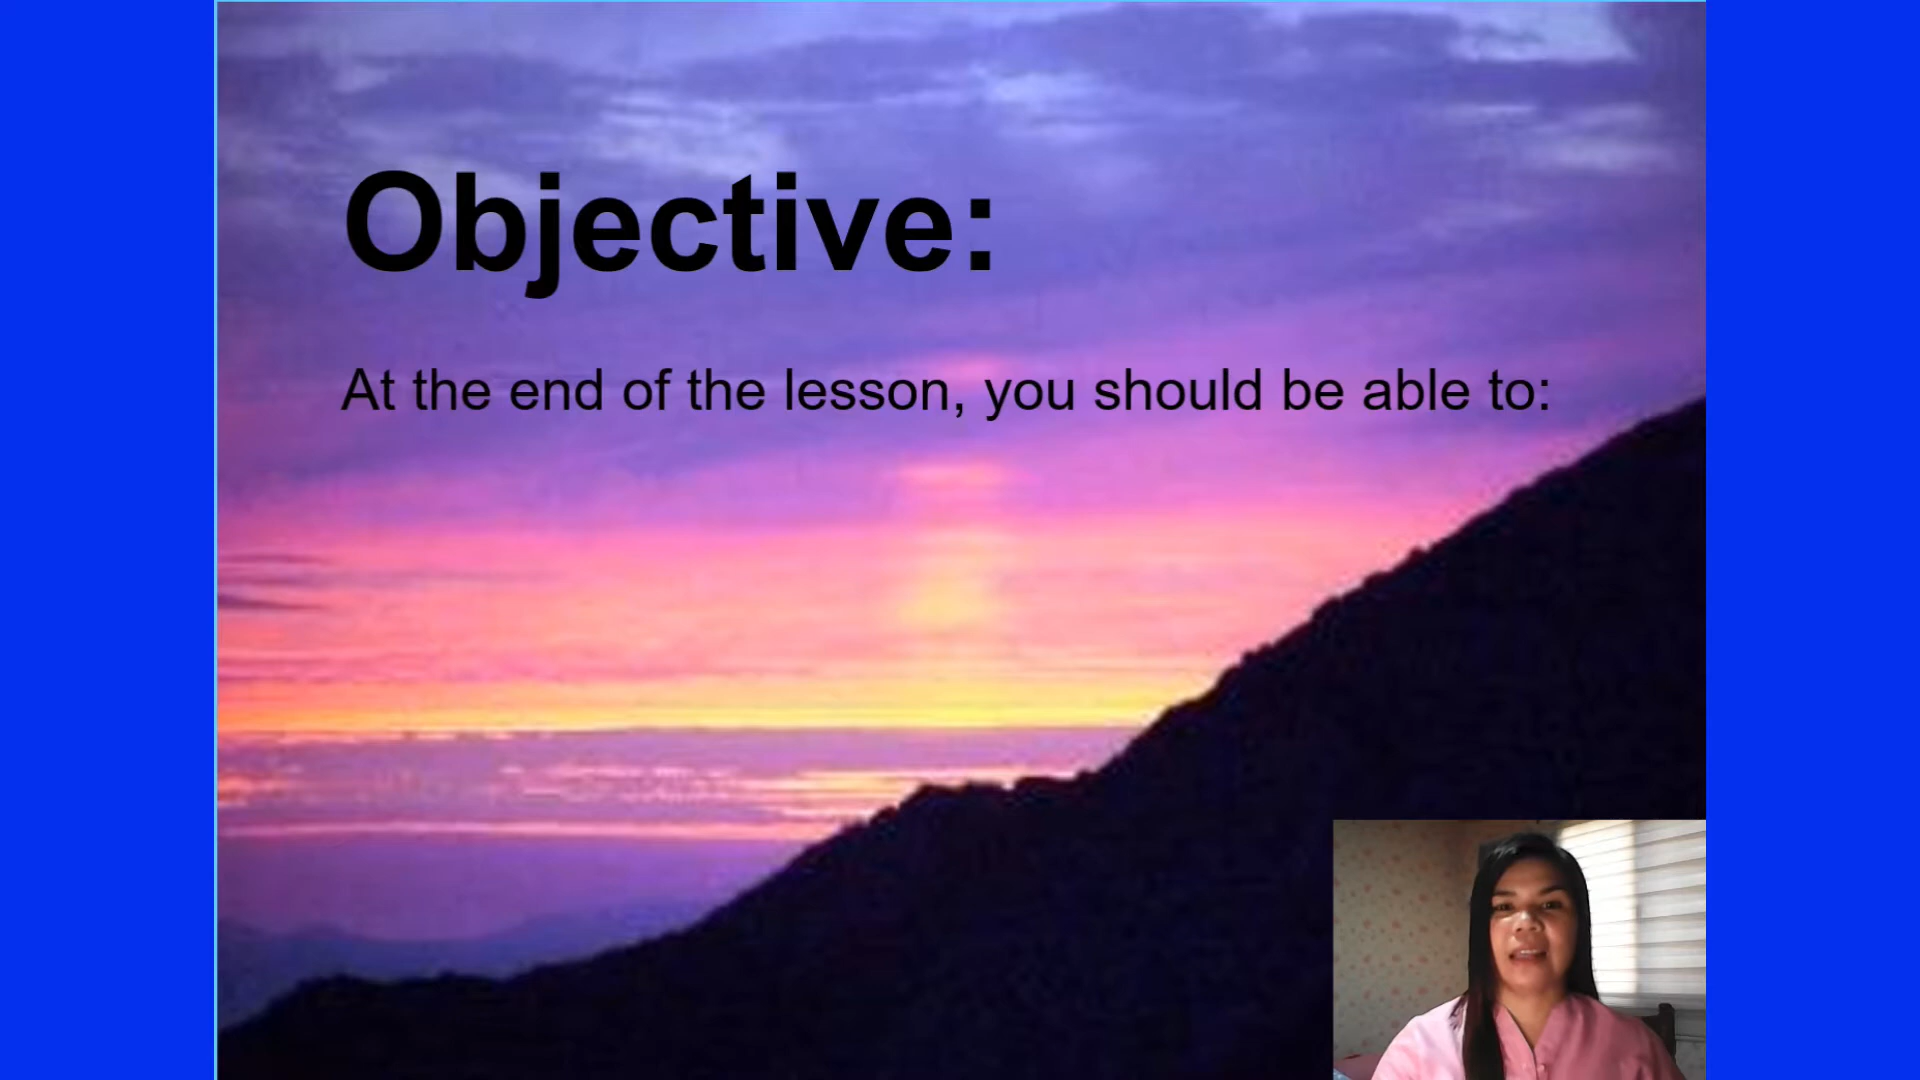 Objective:
At the end of the lesson, you should be able to: